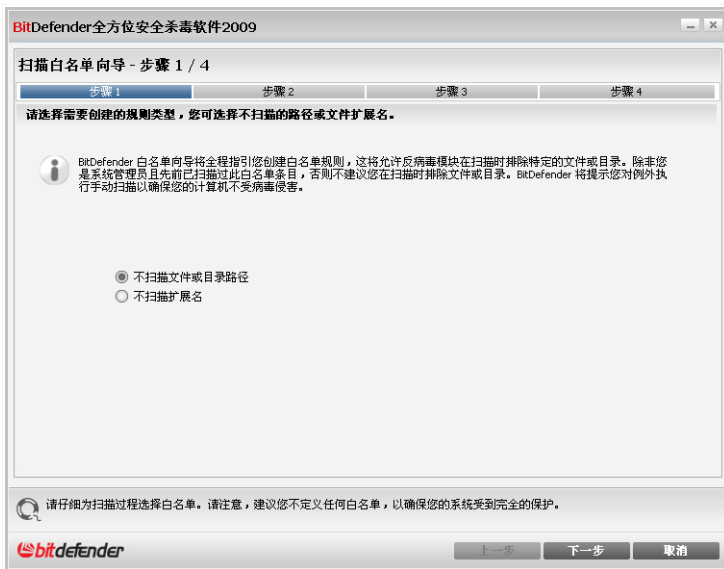 BitDefender全方位安全杀毒软件2009
扫描白名单向导 - 步骤 1 / 4
步骤 1
步骤 2
步骤 3
步骤 4
请选择需要创建的规则类型，您可选择不扫描的路径或文件扩展名。
BitDefender 白名单向导将全程指引您创建白名单规则，这将允许反病毒模块在扫描时排除特定的文件或目录。除非您
是系统管理员且先前已扫描过此白名单条目，否则不建议您在扫描时排除文件或目录。BitDefender 将提示您对例外执
行手动扫描以确保您的计算机不受病毒侵害。
不扫描文件或目录路径
不扫描扩展名
请仔细为扫描过程选择白名单。请注意，建议您不定义任何白名单，以确保您的系统受到完全的保护。
bitdefender
上一步
下一步
取消